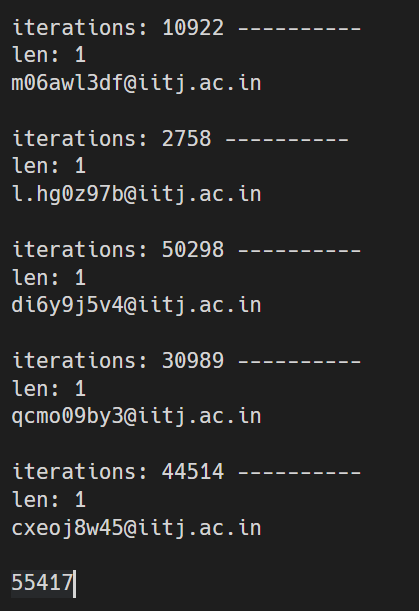 iterations: 10922 ----------
len: 1
m06awl3df@iitj.ac.in
iterations: 2758 ----------
len: 1
l.hg0z97b@iitj.ac.in
iterations: 50298 ----------
len: 1
di6y9j5v4@iitj.ac.in
iterations: 30989 ----------
len: 1
qcmo09by3@iitj.ac.in
iterations: 44514 ----------
len: 1
cxeoj8w45@iitj.ac.in
55417